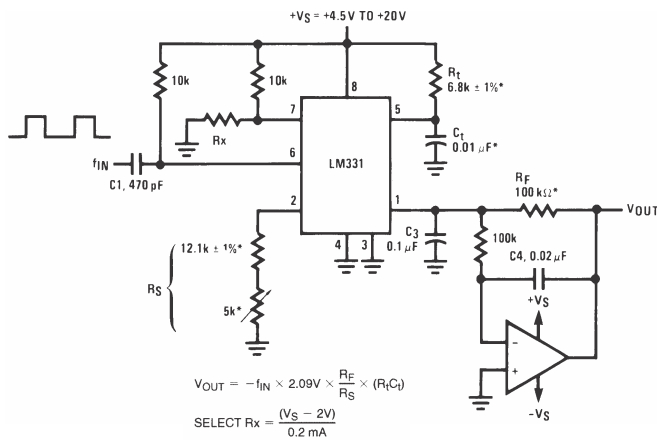 +VS = +4.5V TO +20V
10k
10k
Rt
6.8k ± 1%*
8
7
5
Rx
Ct
0.01 µF*
LM331
fIN
6
C1, 470 pF
RF
100 kΩ*
2
1
VOUT
12.1k ± 1%*
C3
0.1 µF
100k
4
3
C4, 0.02 µF
RS
5k*
+VS
-
+
-VS
VOUT = −fIN × 2.09V × RF/RS × (RtCt)
SELECT Rx = (VS − 2V)/0.2 mA